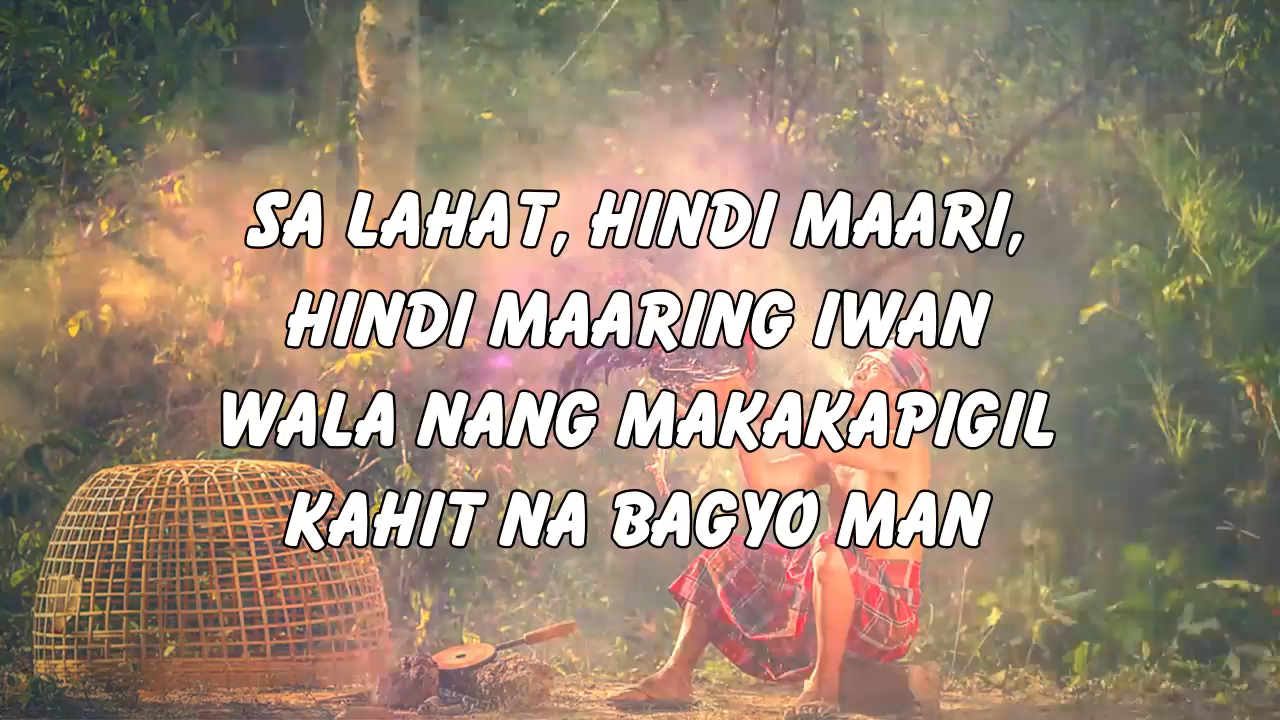 SA LAHAT, HINDI MAARI,
HINDI MAARING IWAN
WALA NANG MAKAKAPIGIL
KAHIT NA BAGYO MAN